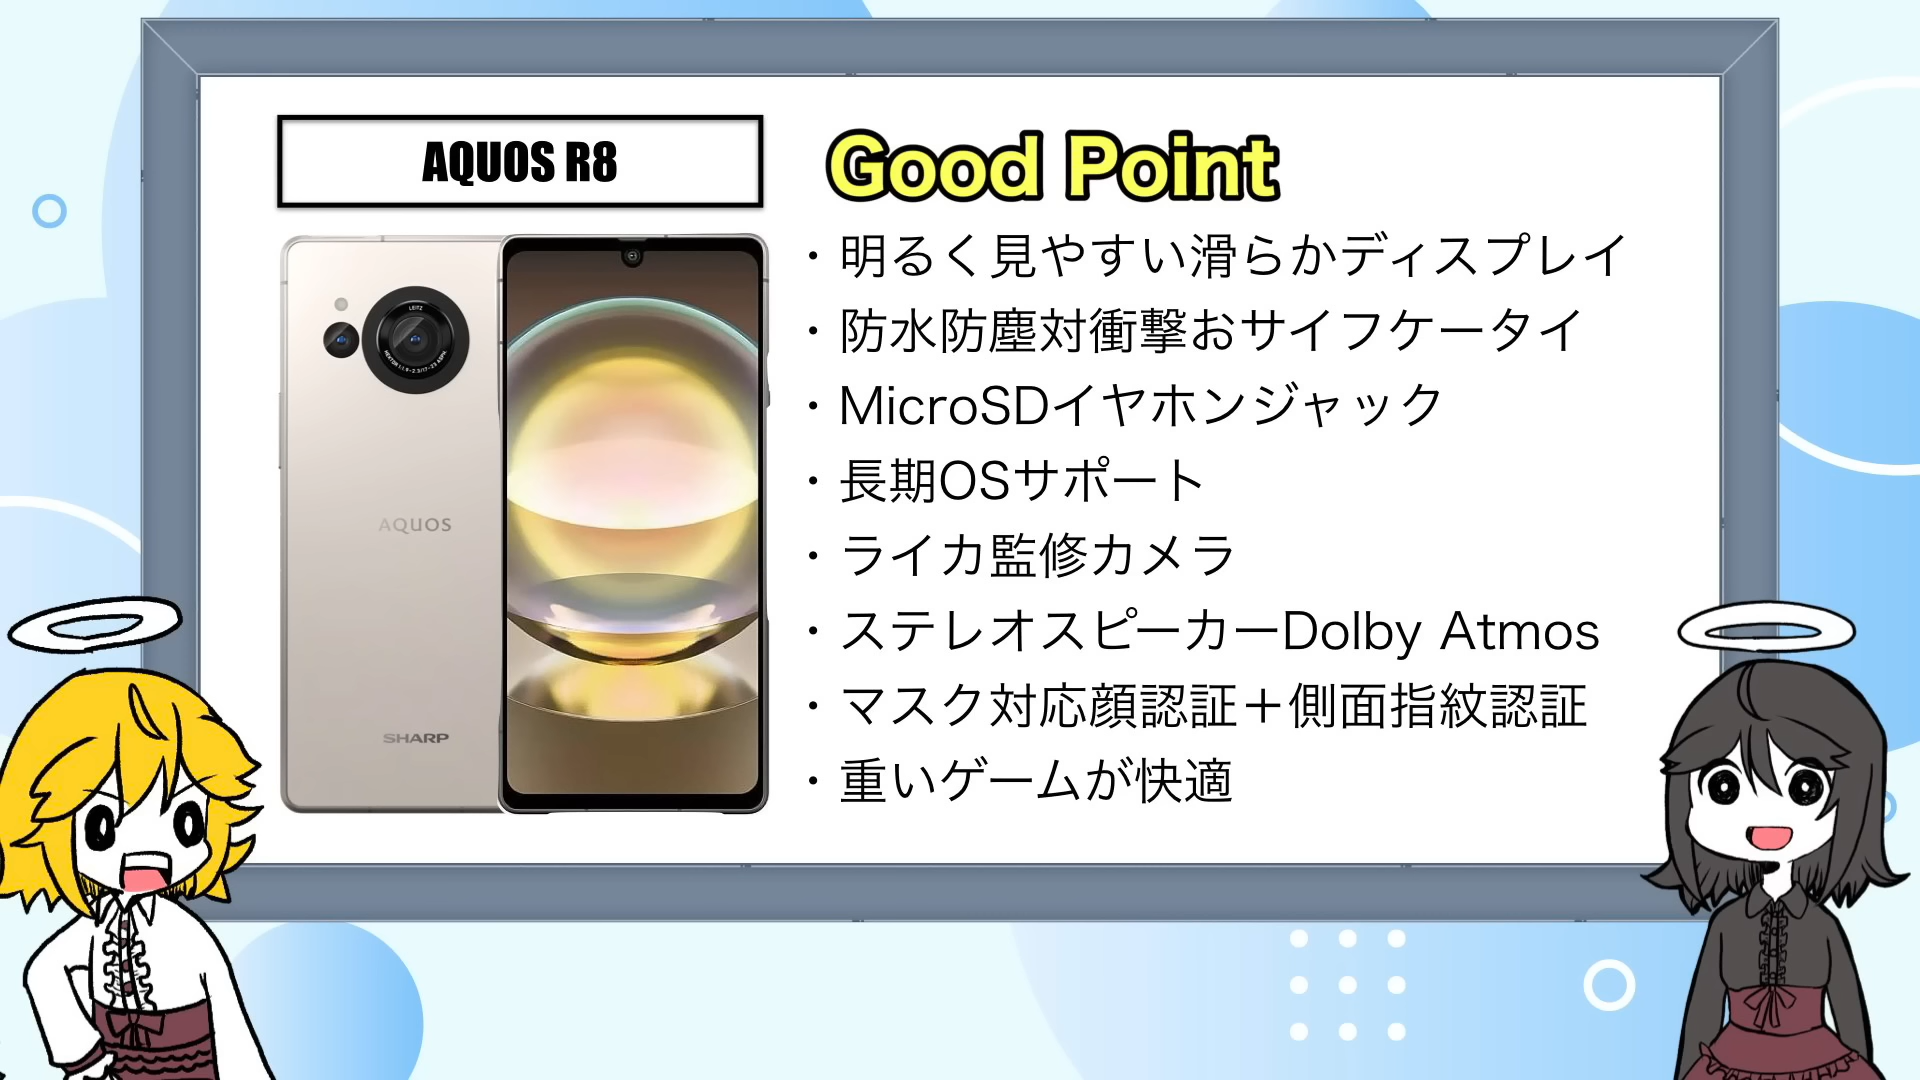 AQUOS R8
Good Point
・明るく見やすい滑らかディスプレイ
・防水防塵対衝撃おサイフケータイ
・MicroSDイヤホンジャック
・長期OSサポート
・ライカ監修カメラ
・ステレオスピーカーDolby Atmos
・マスク対応顔認証＋側面指紋認証
・重いゲームが快適
LEITZ
AQUOS
SHARP